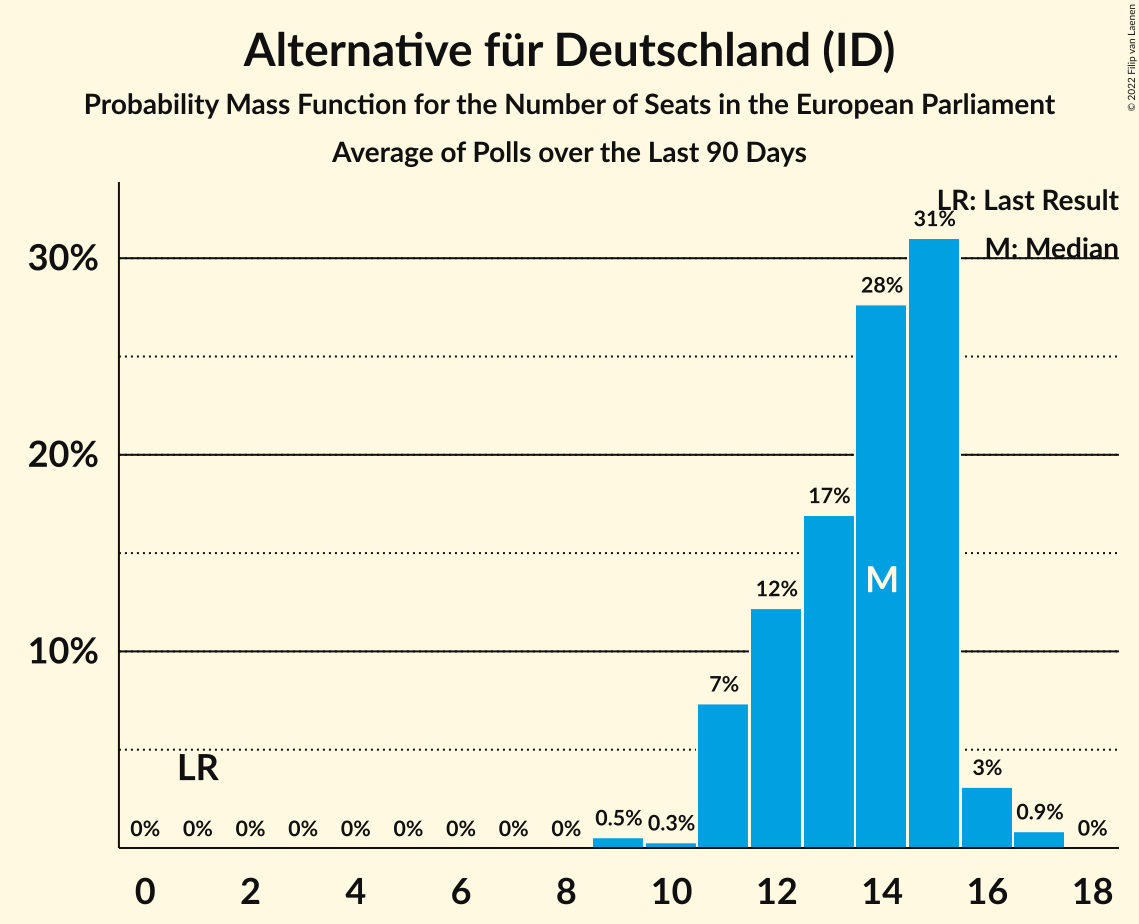 Alternative für Deutschland (ID)
Probability Mass Function for the Number of Seats in the European Parliament
Average of Polls over the Last 90 Days
© 2022 Filip van Laenen
LR: Last Result
M: Median
30%
20%
10%
31%
28%
17%
M
12%
7%
LR
3%
0% 0% 0% 0% 0% 0% 0% 0% 0% 0.5% 0.3% 0.9% 0%
0 2 4 6 8 10 12 14 16 18